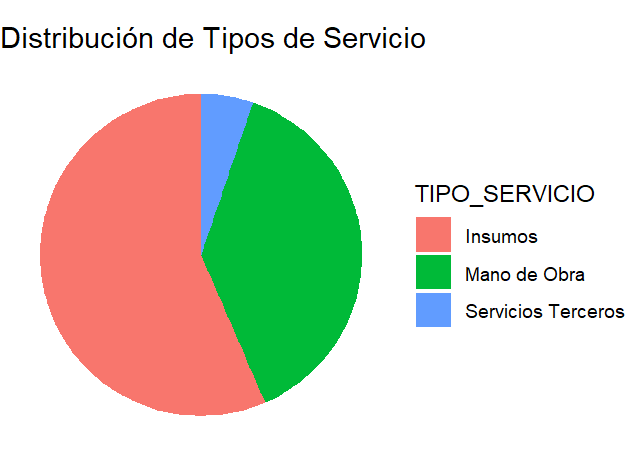 Distribución de Tipos de Servicio
TIPO_SERVICIO
Insumos
Mano de Obra
Servicios Terceros